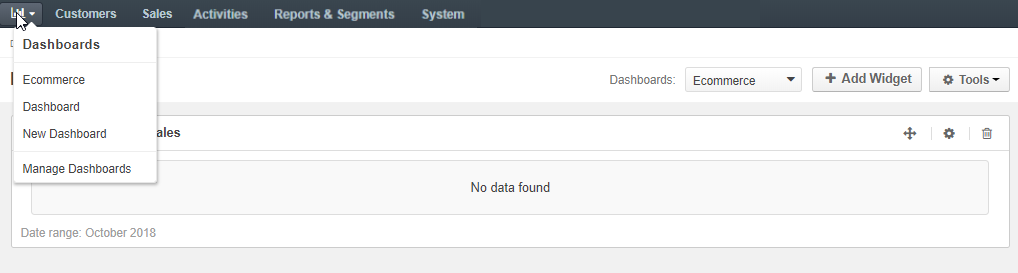 Customers Sales Activities Reports & Segments System
Dashboards
Ecommerce
Dashboard
New Dashboard
Manage Dashboards
Dashboards: Ecommerce + Add Widget Tools
ales
No data found
Date range: October 2018